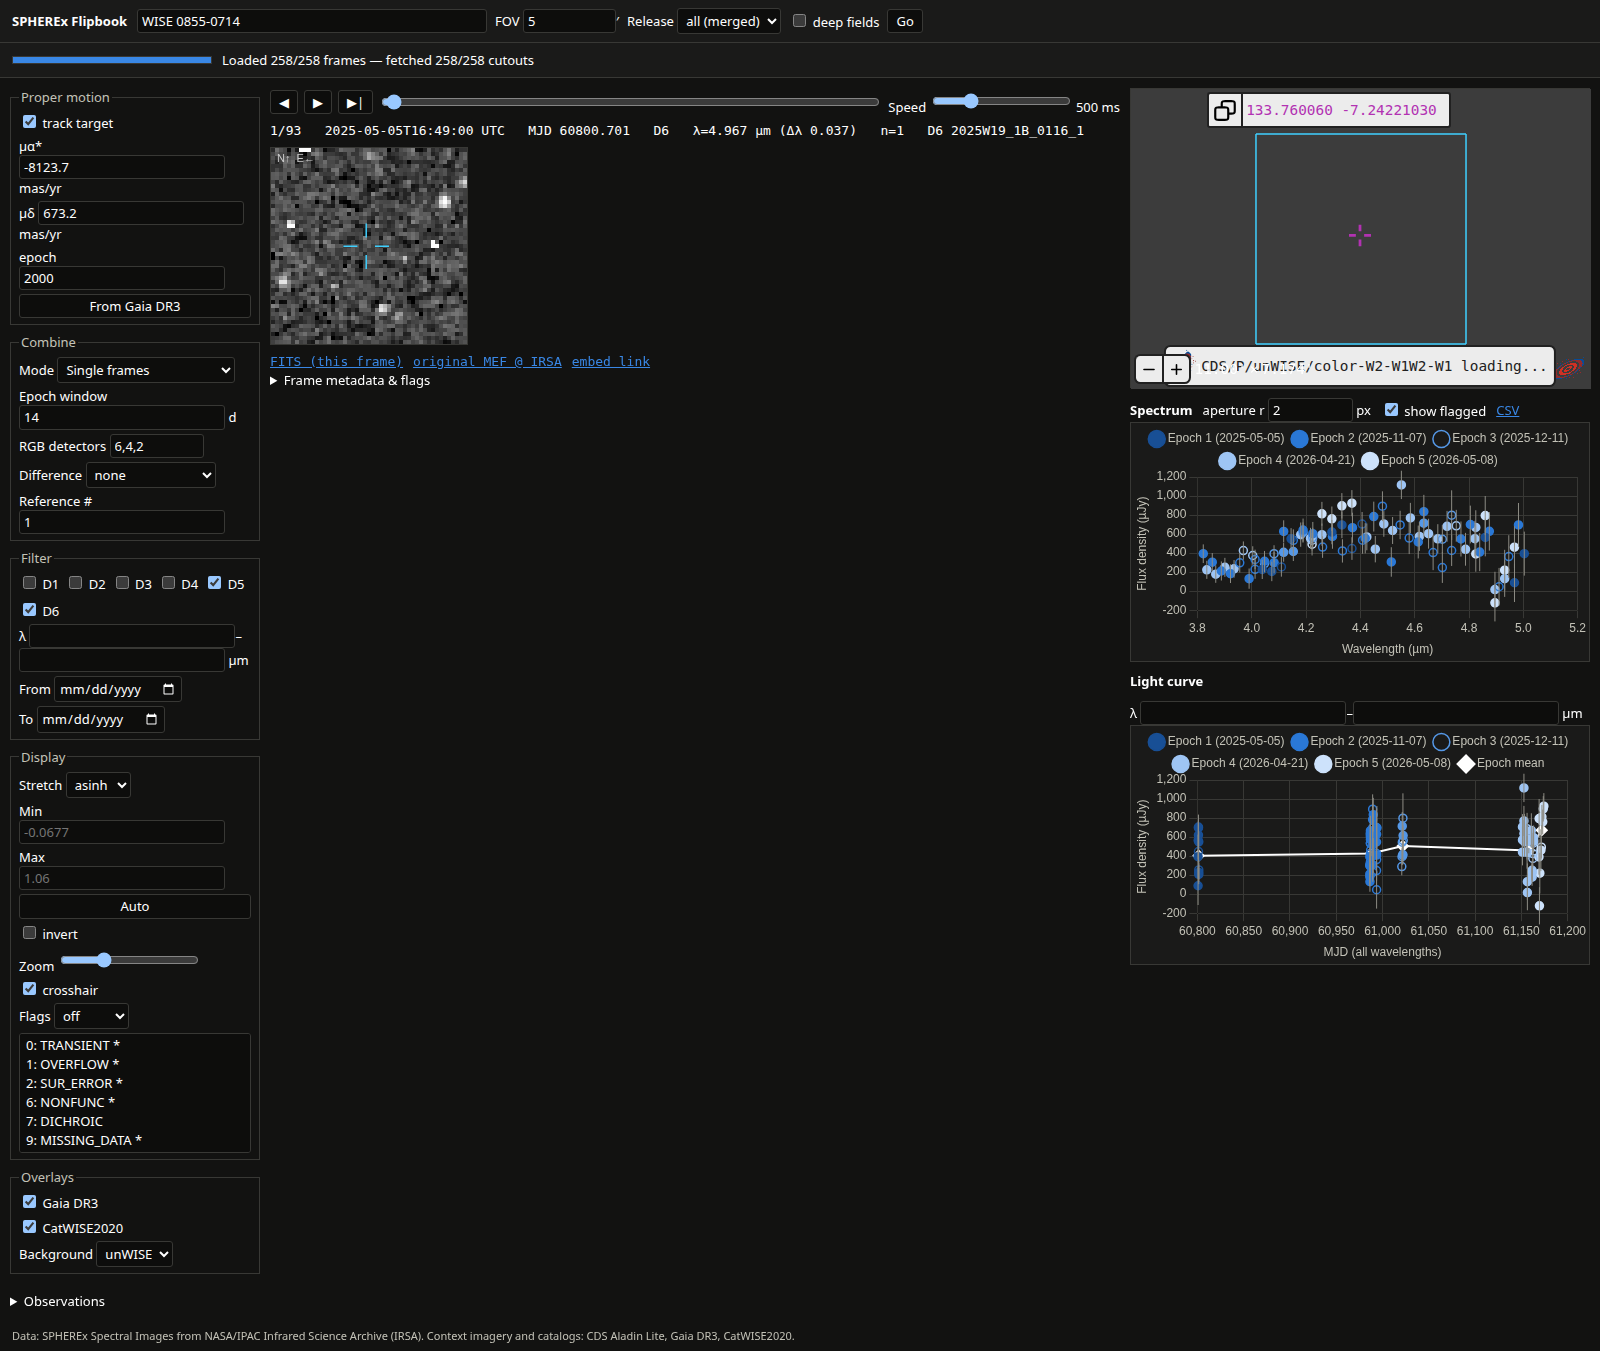 SPHEREx Flipbook WISE 0855-0714 FOV 5 ′ Release all (merged) deep fields Go
Loaded 258/258 frames — fetched 258/258 cutouts
Proper motion
track target
μα*
-8123.7
mas/yr
μδ 673.2
mas/yr
epoch
2000
From Gaia DR3
Combine
Mode Single frames
Epoch window
14 d
RGB detectors 6,4,2
Difference none
Reference #
1
Filter
D1 D2 D3 D4 D5
D6
λ –
μm
From mm/dd/yyyy
To mm/dd/yyyy
Display
Stretch asinh
Min
-0.0677
Max
1.06
Auto
invert
Zoom
crosshair
Flags off
0: TRANSIENT *
1: OVERFLOW *
2: SUR_ERROR *
6: NONFUNC *
7: DICHROIC
9: MISSING_DATA *
Overlays
Gaia DR3
CatWISE2020
Background unWISE
Observations
◀ ▶ ▶| Speed 500 ms
1/93 2025-05-05T16:49:00 UTC MJD 60800.701 D6 λ=4.967 μm (Δλ 0.037) n=1 D6 2025W19_1B_0116_1
N↑ E←
FITS (this frame) original MEF @ IRSA embed link
Frame metadata & flags
133.760060 -7.24221030
− + CDS/P/unWISE/color-W2-W1W2-W1 loading...
Spectrum aperture r 2 px show flagged CSV
Epoch 1 (2025-05-05) Epoch 2 (2025-11-07) Epoch 3 (2025-12-11)
Epoch 4 (2026-04-21) Epoch 5 (2026-05-08)
Flux density (μJy)
1,200
1,000
800
600
400
200
0
-200
3.8 4.0 4.2 4.4 4.6 4.8 5.0 5.2
Wavelength (μm)
Light curve
λ – μm
Epoch 1 (2025-05-05) Epoch 2 (2025-11-07) Epoch 3 (2025-12-11)
Epoch 4 (2026-04-21) Epoch 5 (2026-05-08) Epoch mean
Flux density (μJy)
1,200
1,000
800
600
400
200
0
-200
60,800 60,850 60,900 60,950 61,000 61,050 61,100 61,150 61,200
MJD (all wavelengths)
Data: SPHEREx Spectral Images from NASA/IPAC Infrared Science Archive (IRSA). Context imagery and catalogs: CDS Aladin Lite, Gaia DR3, CatWISE2020.